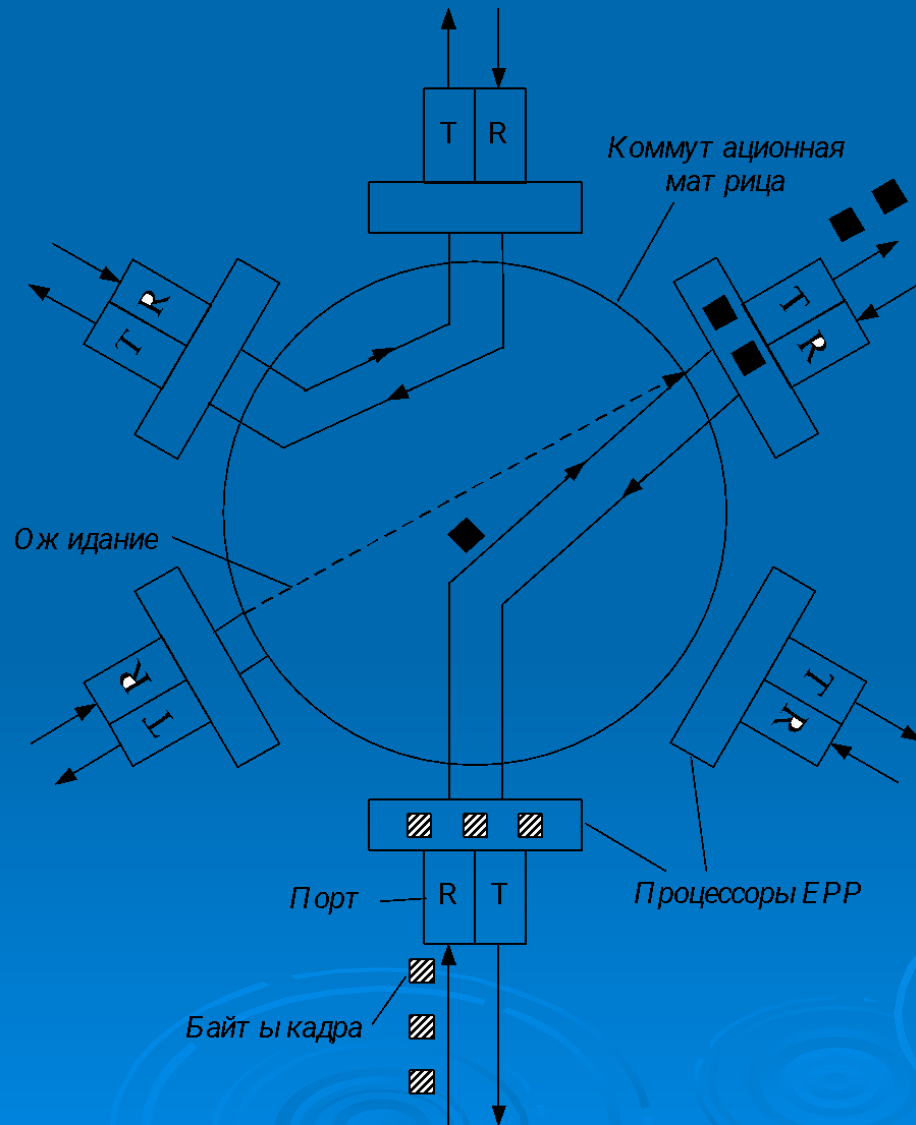 T R
Коммутационная
матрица
R
T
T
R
Ожидание
R
T
T
R
Порт
R T
Процессоры EPP
Байты кадра